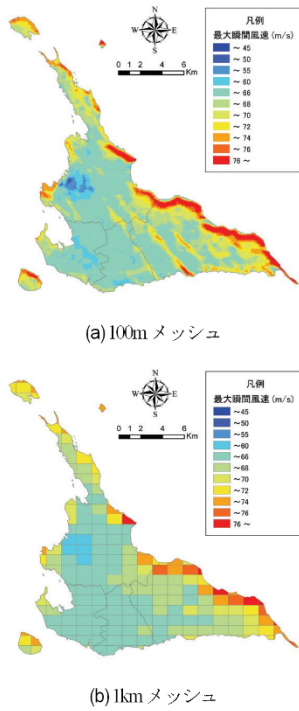 N
W E
S
0 1 2 4 6
Km
凡例
最大瞬間風速 (m/s)
～ 45
～ 50
～ 55
～ 60
～ 66
～ 68
～ 70
～ 72
～ 74
～ 76
76 ～
(a) 100m メッシュ
N
W E
S
0 1 2 4 6
Km
凡例
最大瞬間風速 (m/s)
～45
～50
～55
～60
～66
～68
～70
～72
～74
～76
76 ～
(b) 1km メッシュ